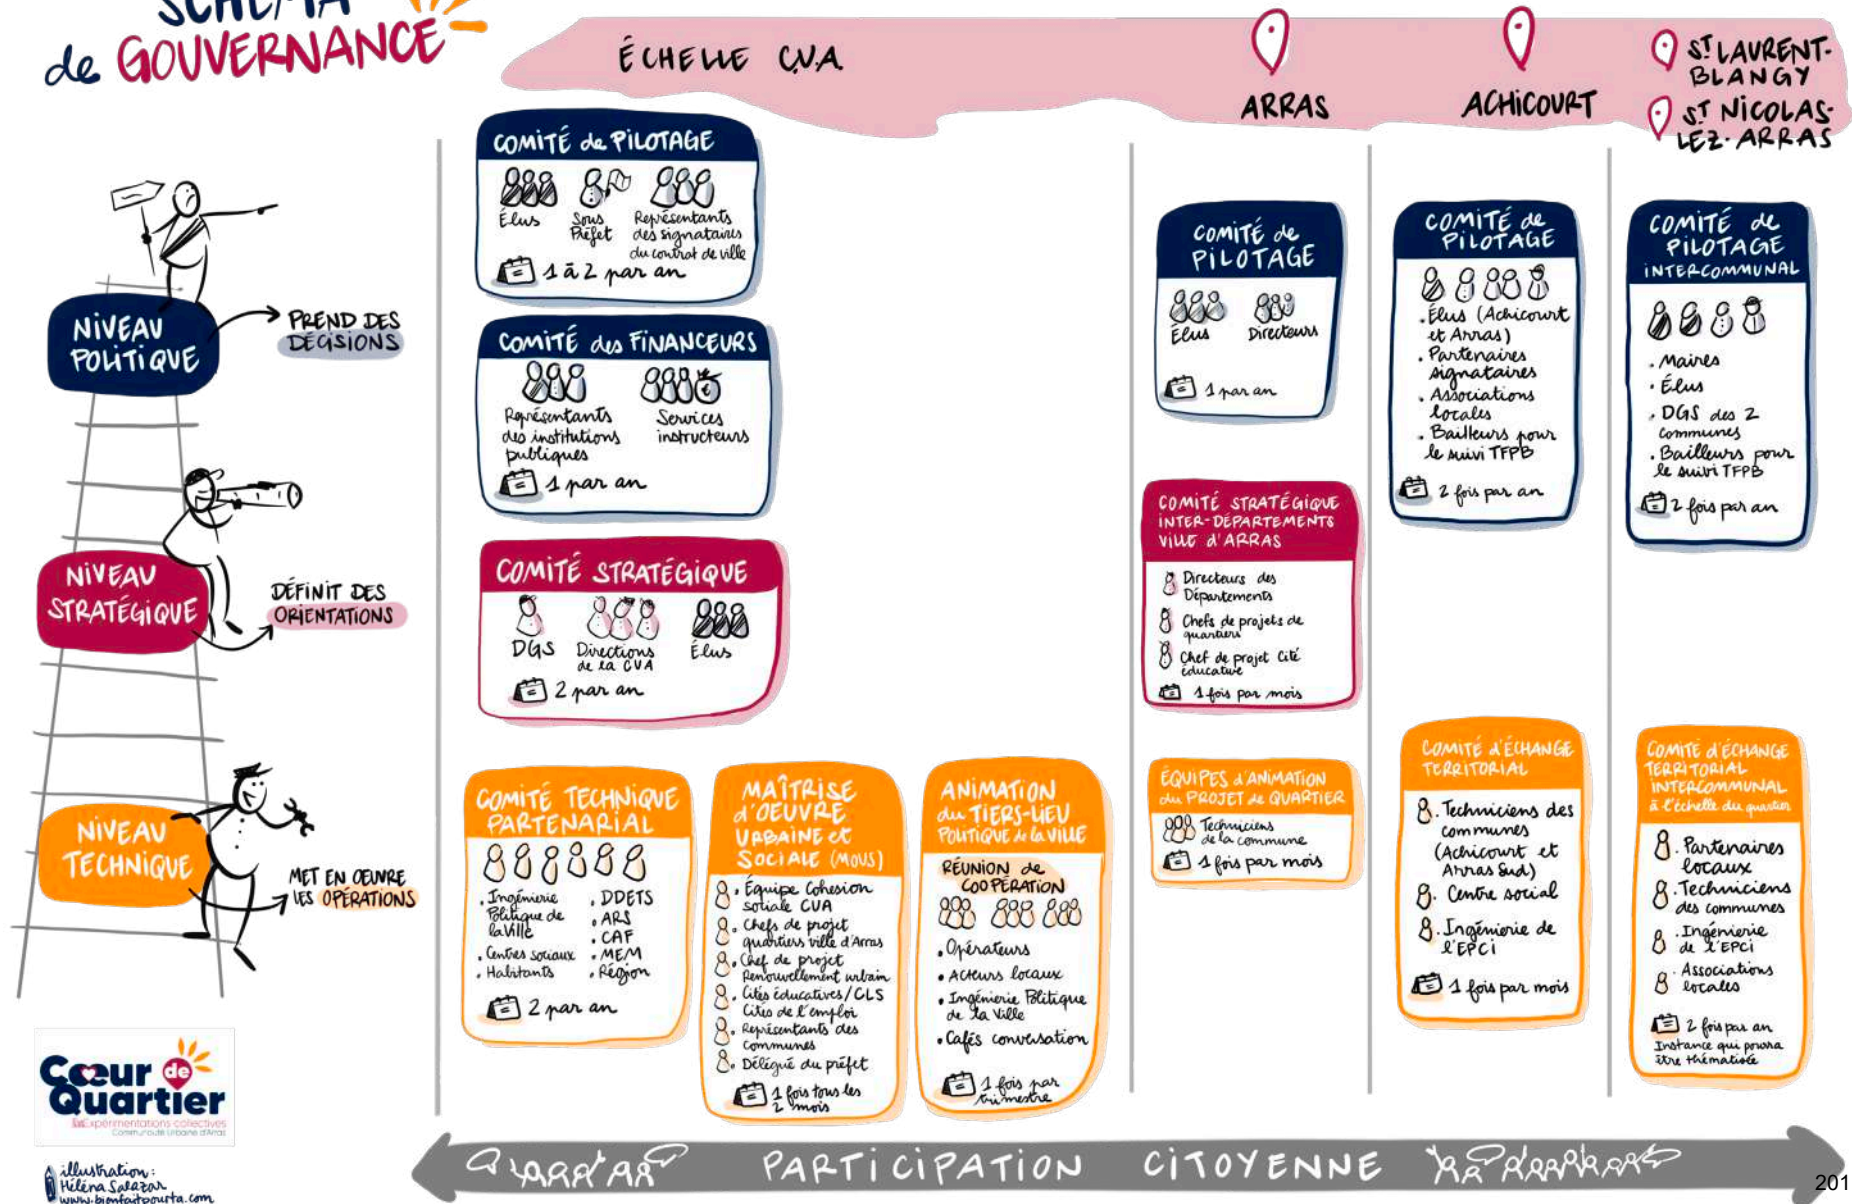 SCHÉMA
de GOUVERNANCE
ÉCHELLE C.U.A.
ARRAS
ACHICOURT
ST LAURENT-
BLANGY
ST NICOLAS-
LEZ-ARRAS
NIVEAU
POLITIQUE
PREND DES
DÉCISIONS
NIVEAU
STRATÉGIQUE
DÉFINIT DES
ORIENTATIONS
NIVEAU
TECHNIQUE
MET EN OEUVRE
LES OPÉRATIONS
COMITÉ de PILOTAGE
Élus
Sous
Préfet
Représentants
des signataires
du contrat de ville
1 à 2 par an
COMITÉ des FINANCEURS
Représentants
des institutions
publiques
Services
instructeurs
1 par an
COMITÉ STRATÉGIQUE
DGS
Directions
de la CUA
Élus
2 par an
COMITÉ TECHNIQUE
PARTENARIAL
. Ingénierie
Politique de
la Ville
. Centres sociaux
. Habitants
. DDETS
. ARS
. CAF
. MEM
. Région
2 par an
MAÎTRISE
d'OEUVRE
URBAINE et
SOCIALE (MOUS)
. Équipe Cohesion
sociale CUA
. Chefs de projet
quartiers ville d'Arras
. Chef de projet
Renouvellement urbain
. Cités éducatives/CLS
Cités de l'emploi
. Représentants des
communes
. Délégué du préfet
1 fois tous les
2 mois
ANIMATION
du TIERS-LIEU
POLITIQUE de la VILLE
RÉUNION de
COOPÉRATION
• Opérateurs
• Acteurs locaux
• Ingénierie Politique
de la Ville
• Cafés conversation
1 fois par
trimestre
COMITÉ de
PILOTAGE
Élus
Directeurs
1 par an
COMITÉ STRATÉGIQUE
INTER-DÉPARTEMENTS
VILLE d'ARRAS
Directeurs des
Départements
Chefs de projets de
quartiers
Chef de projet Cité
éducative
1 fois par mois
ÉQUIPES d'ANIMATION
du PROJET de QUARTIER
Techniciens
de la commune
1 fois par mois
COMITÉ de
PILOTAGE
. Élus (Achicourt
et Arras)
. Partenaires
signataires
. Associations
locales
. Bailleurs pour
le suivi TFPB
2 fois par an
COMITÉ d'ÉCHANGE
TERRITORIAL
. Techniciens des
communes
(Achicourt et
Arras Sud)
. Centre social
. Ingénierie de
l'EPCI
1 fois par mois
COMITÉ de
PILOTAGE
INTERCOMMUNAL
. Maires
. Élus
. DGS des 2
communes
. Bailleurs pour
le suivi TFPB
2 fois par an
COMITÉ d'ÉCHANGE
TERRITORIAL
INTERCOMMUNAL
à l'échelle du quartier
. Partenaires
locaux
. Techniciens
des communes
. Ingénierie
de l'EPCI
. Associations
locales
2 fois par an
Instance qui pourra
être thématisée
Cœur de
Quartier
Les Expérimentations collectives
Communauté Urbaine d'Arras
illustration :
Héléna Salazar
www.bienfaitpourta.com
PARTICIPATION CITOYENNE
201